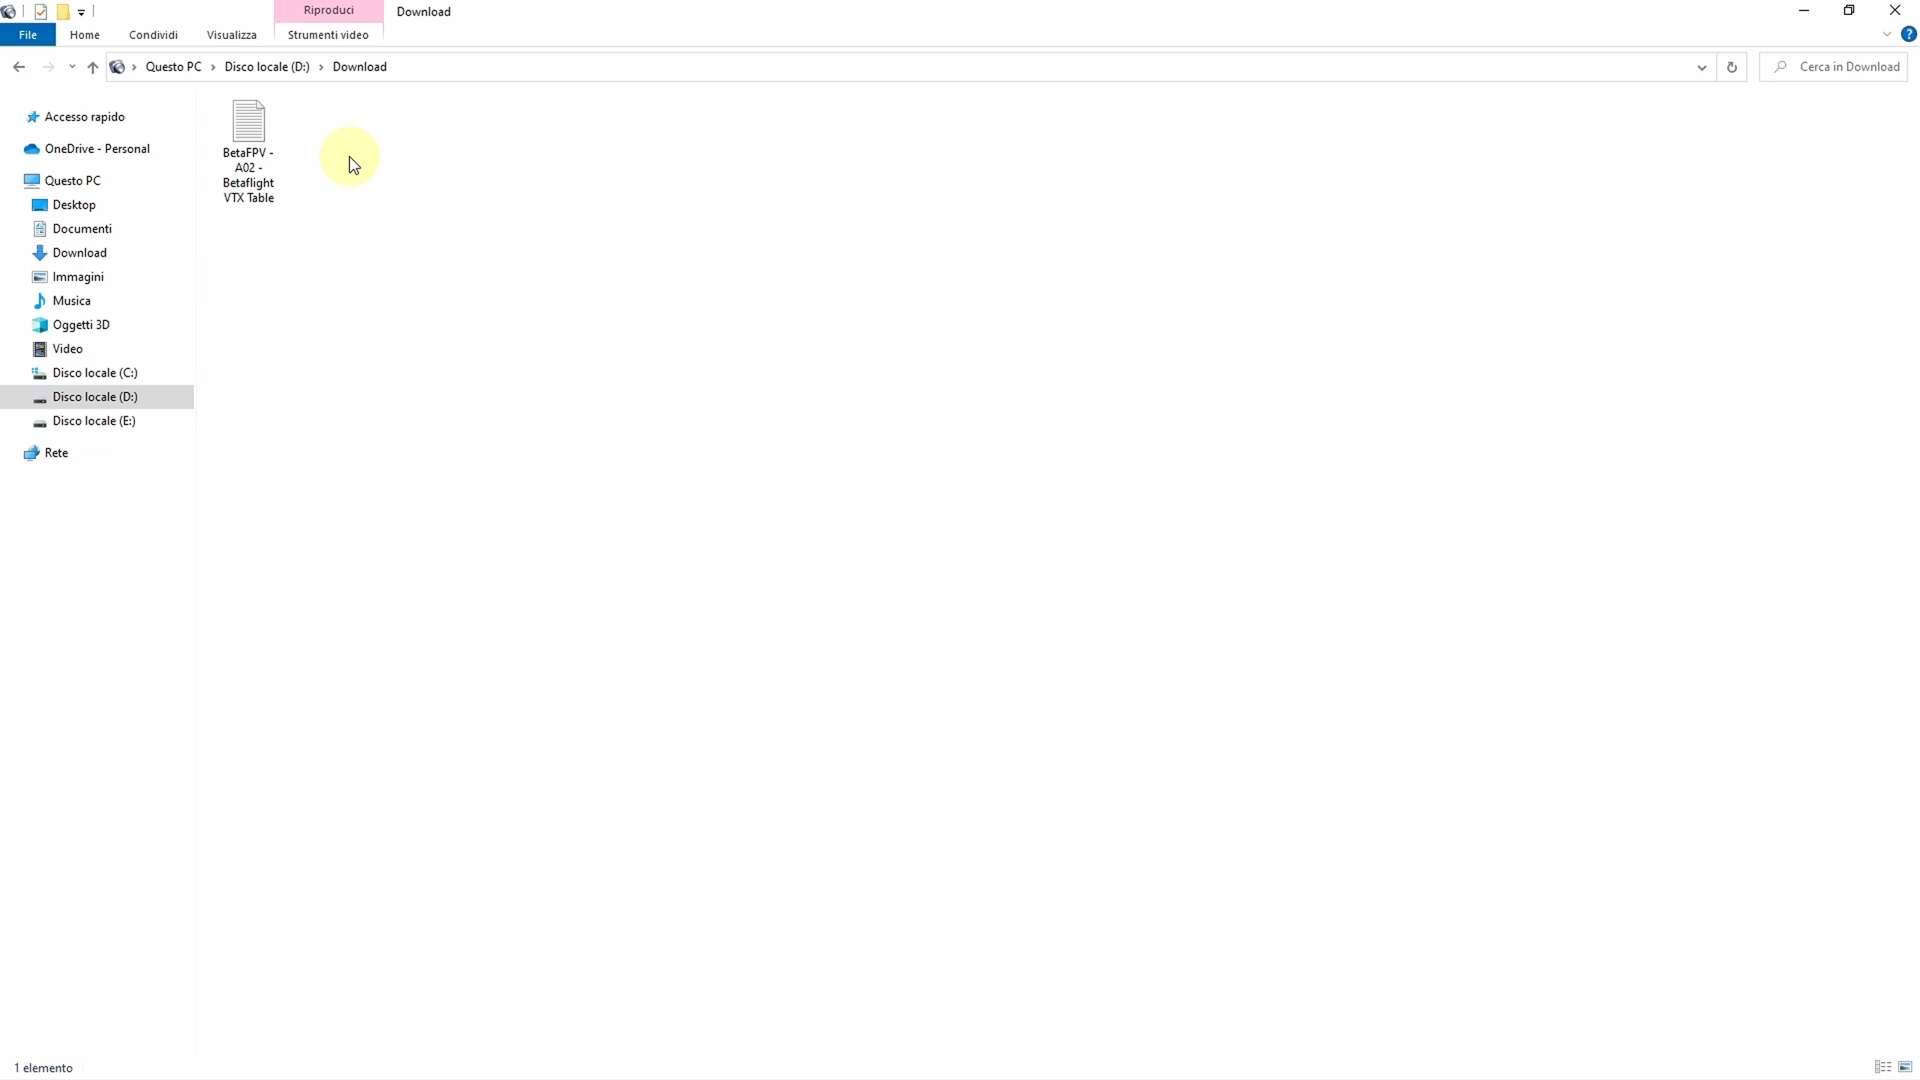 Riproduci
Download
File
Home
Condividi
Visualizza
Strumenti video
?
Questo PC
Disco locale (D:)
Download
Cerca in Download
Accesso rapido
OneDrive - Personal
Questo PC
Desktop
Documenti
Download
Immagini
Musica
Oggetti 3D
Video
Disco locale (C:)
Disco locale (D:)
Disco locale (E:)
Rete
BetaFPV -
A02 -
Betaflight
VTX Table
1 elemento